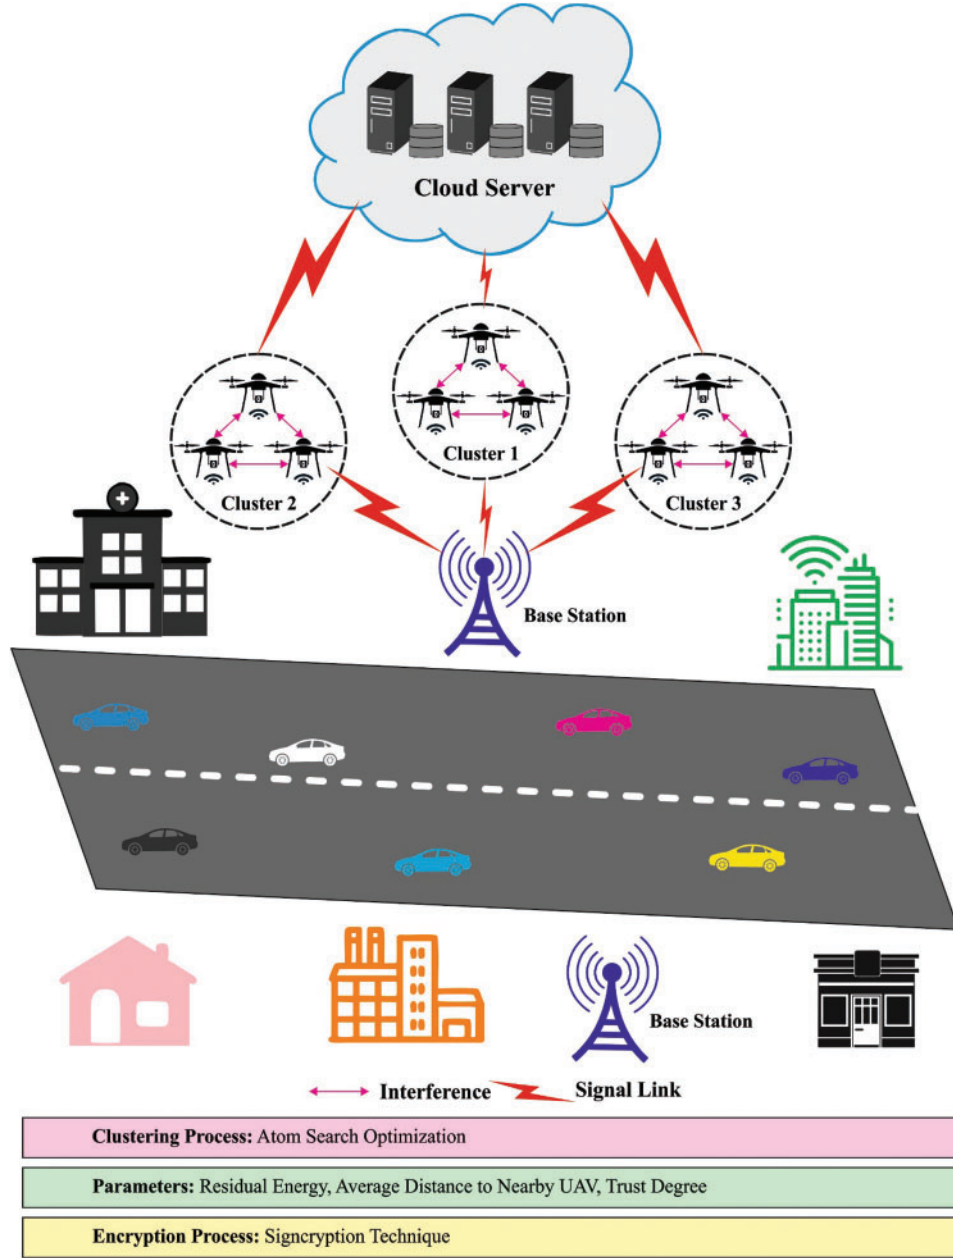 Cloud Server
Cluster 1
Cluster 2
Cluster 3
Base Station
Base Station
Interference
Signal Link
Clustering Process: Atom Search Optimization
Parameters: Residual Energy, Average Distance to Nearby UAV, Trust Degree
Encryption Process: Signcryption Technique